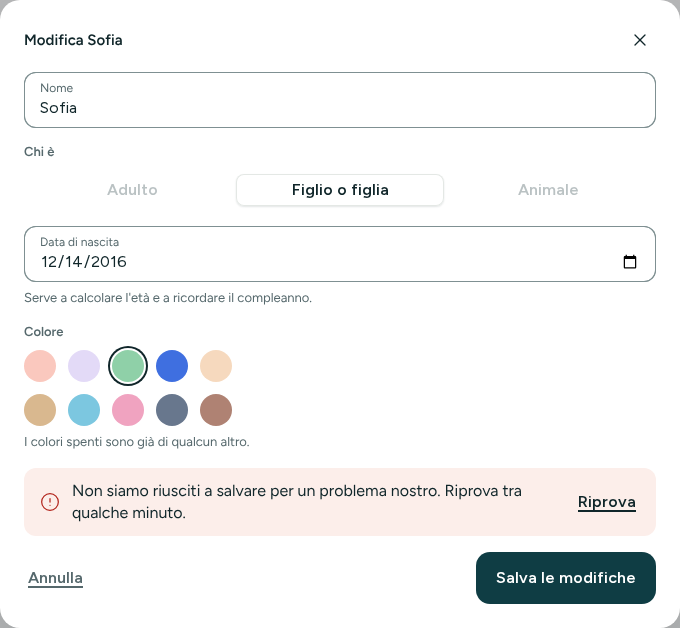 Modifica Sofia
Nome
Sofia
Chi è
Adulto
Figlio o figlia
Animale
Data di nascita
12/14/2016
Serve a calcolare l'età e a ricordare il compleanno.
Colore
I colori spenti sono già di qualcun altro.
Non siamo riusciti a salvare per un problema nostro. Riprova tra
qualche minuto.
Riprova
Annulla
Salva le modifiche